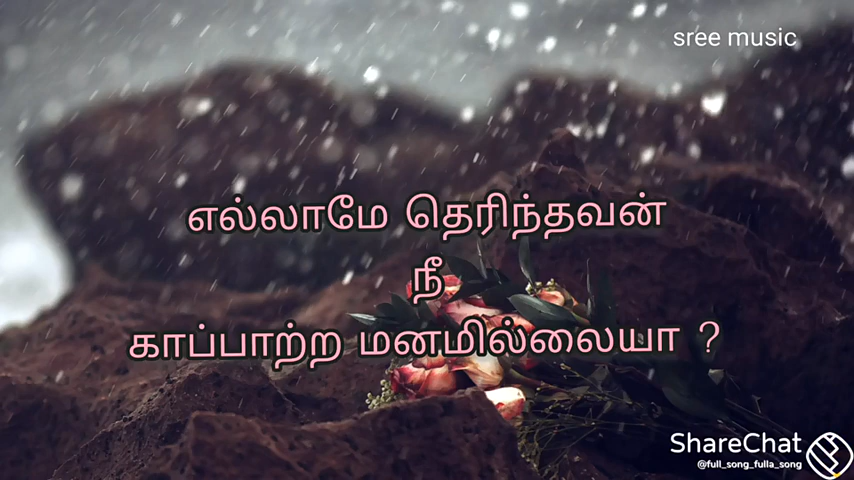 sree music
எல்லாமே தெரிந்தவன்
நீ
காப்பாற்ற மனமில்லையா ?
ShareChat
@full_song_fulla_song